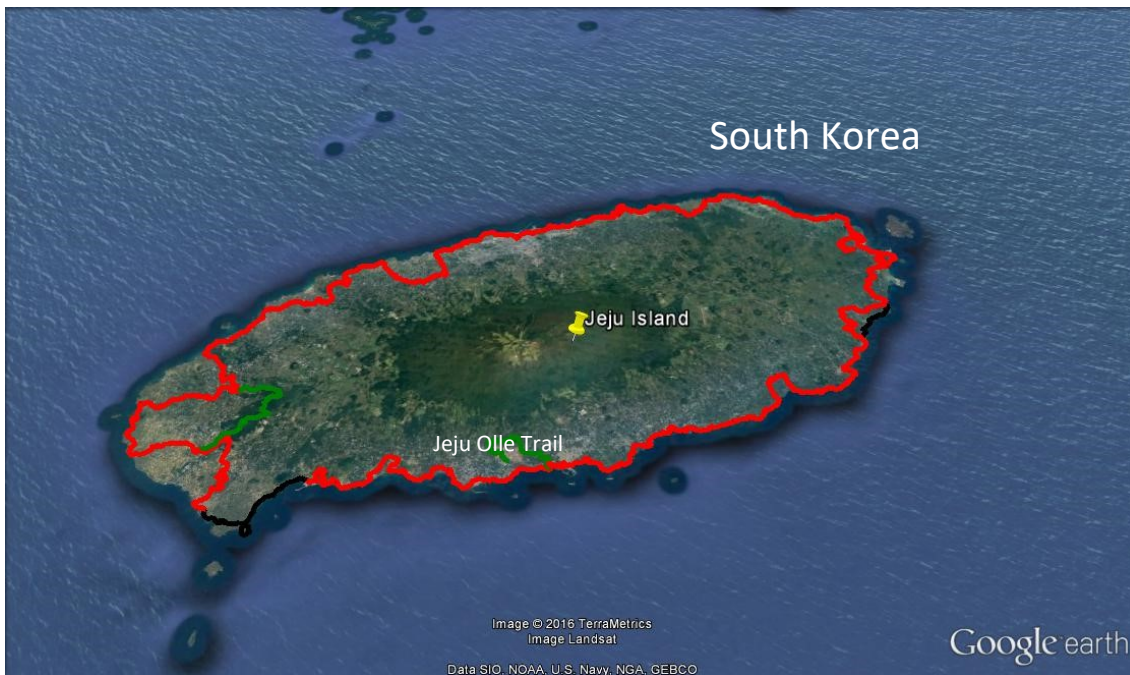 South Korea
Jeju Island
Jeju Olle Trail
Image © 2016 TerraMetrics
Image Landsat
Data SIO, NOAA, U.S. Navy, NGA, GEBCO
Google earth